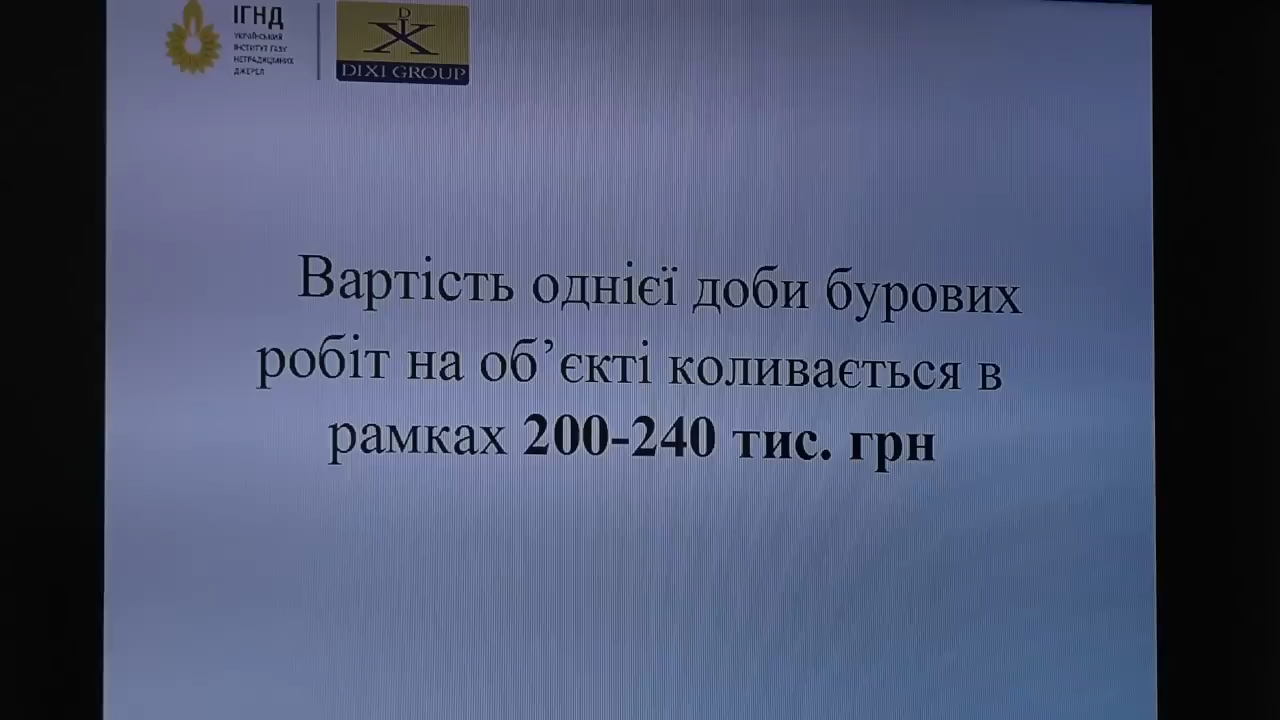 ІГНД
УКРАЇНСЬКИЙ
ІНСТИТУТ ГАЗУ
НЕТРАДИЦІЙНИХ
ДЖЕРЕЛ
DIXI GROUP
Вартість однієї доби бурових
робіт на об’єкті коливається в
рамках 200-240 тис. грн